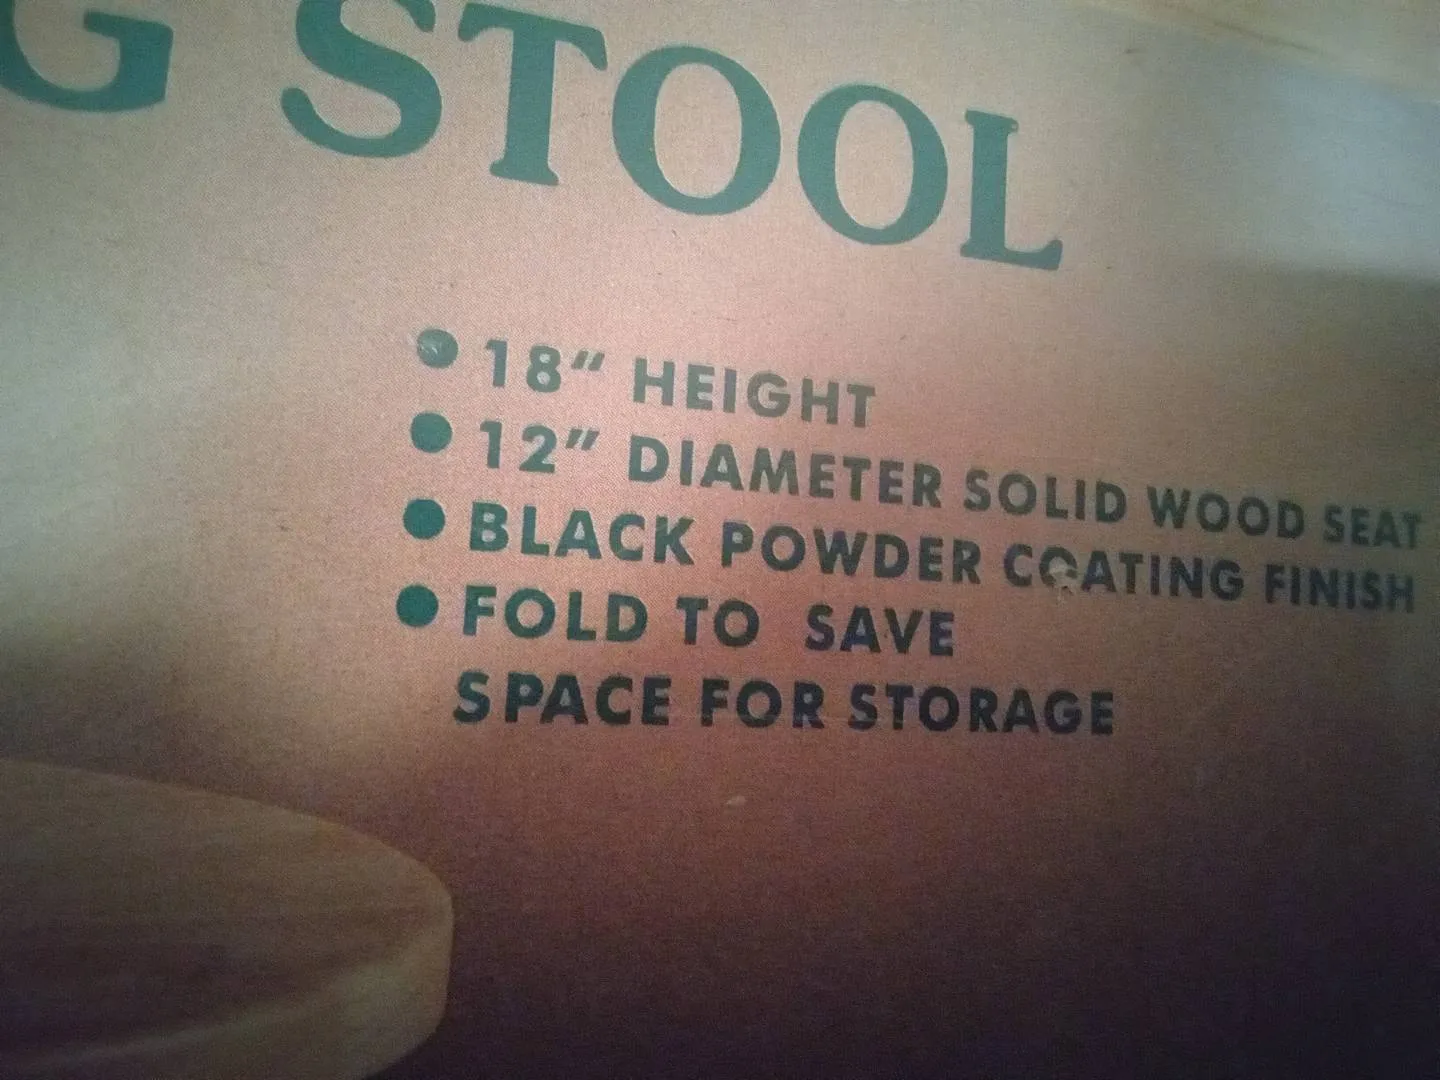 G STOOL
● 18" HEIGHT
● 12" DIAMETER SOLID WOOD SEAT
● BLACK POWDER COATING FINISH
● FOLD TO SAVE
SPACE FOR STORAGE